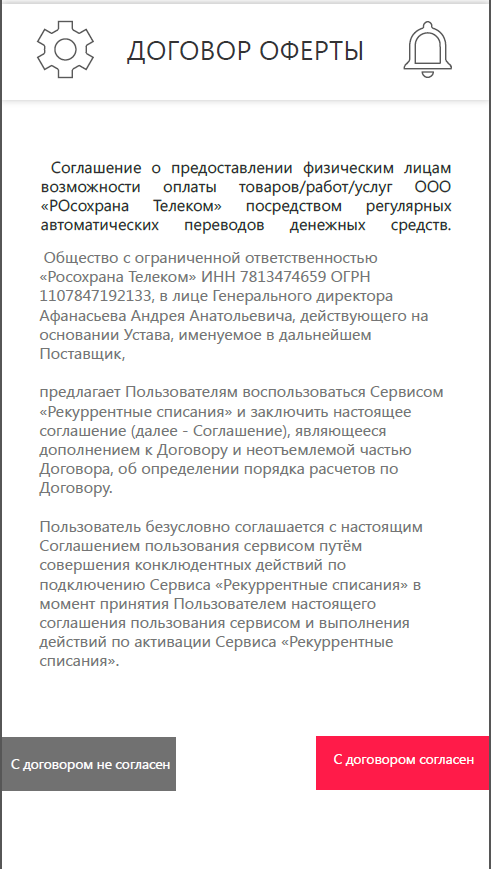 ДОГОВОР ОФЕРТЫ
Соглашение о предоставлении физическим лицам
возможности оплаты товаров/работ/услуг ООО
«РОсохрана Телеком» посредством регулярных
автоматических переводов денежных средств.
Общество с ограниченной ответственностью
«Росохрана Телеком» ИНН 7813474659 ОГРН
1107847192133, в лице Генерального директора
Афанасьева Андрея Анатольевича, действующего на
основании Устава, именуемое в дальнейшем
Поставщик,
предлагает Пользователям воспользоваться Сервисом
«Рекуррентные списания» и заключить настоящее
соглашение (далее - Соглашение), являющееся
дополнением к Договору и неотъемлемой частью
Договора, об определении порядка расчетов по
Договору.
Пользователь безусловно соглашается с настоящим
Соглашением пользования сервисом путём
совершения конклюдентных действий по
подключению Сервиса «Рекуррентные списания» в
момент принятия Пользователем настоящего
соглашения пользования сервисом и выполнения
действий по активации Сервиса «Рекуррентные
списания».
С договором не согласен
С договором согласен